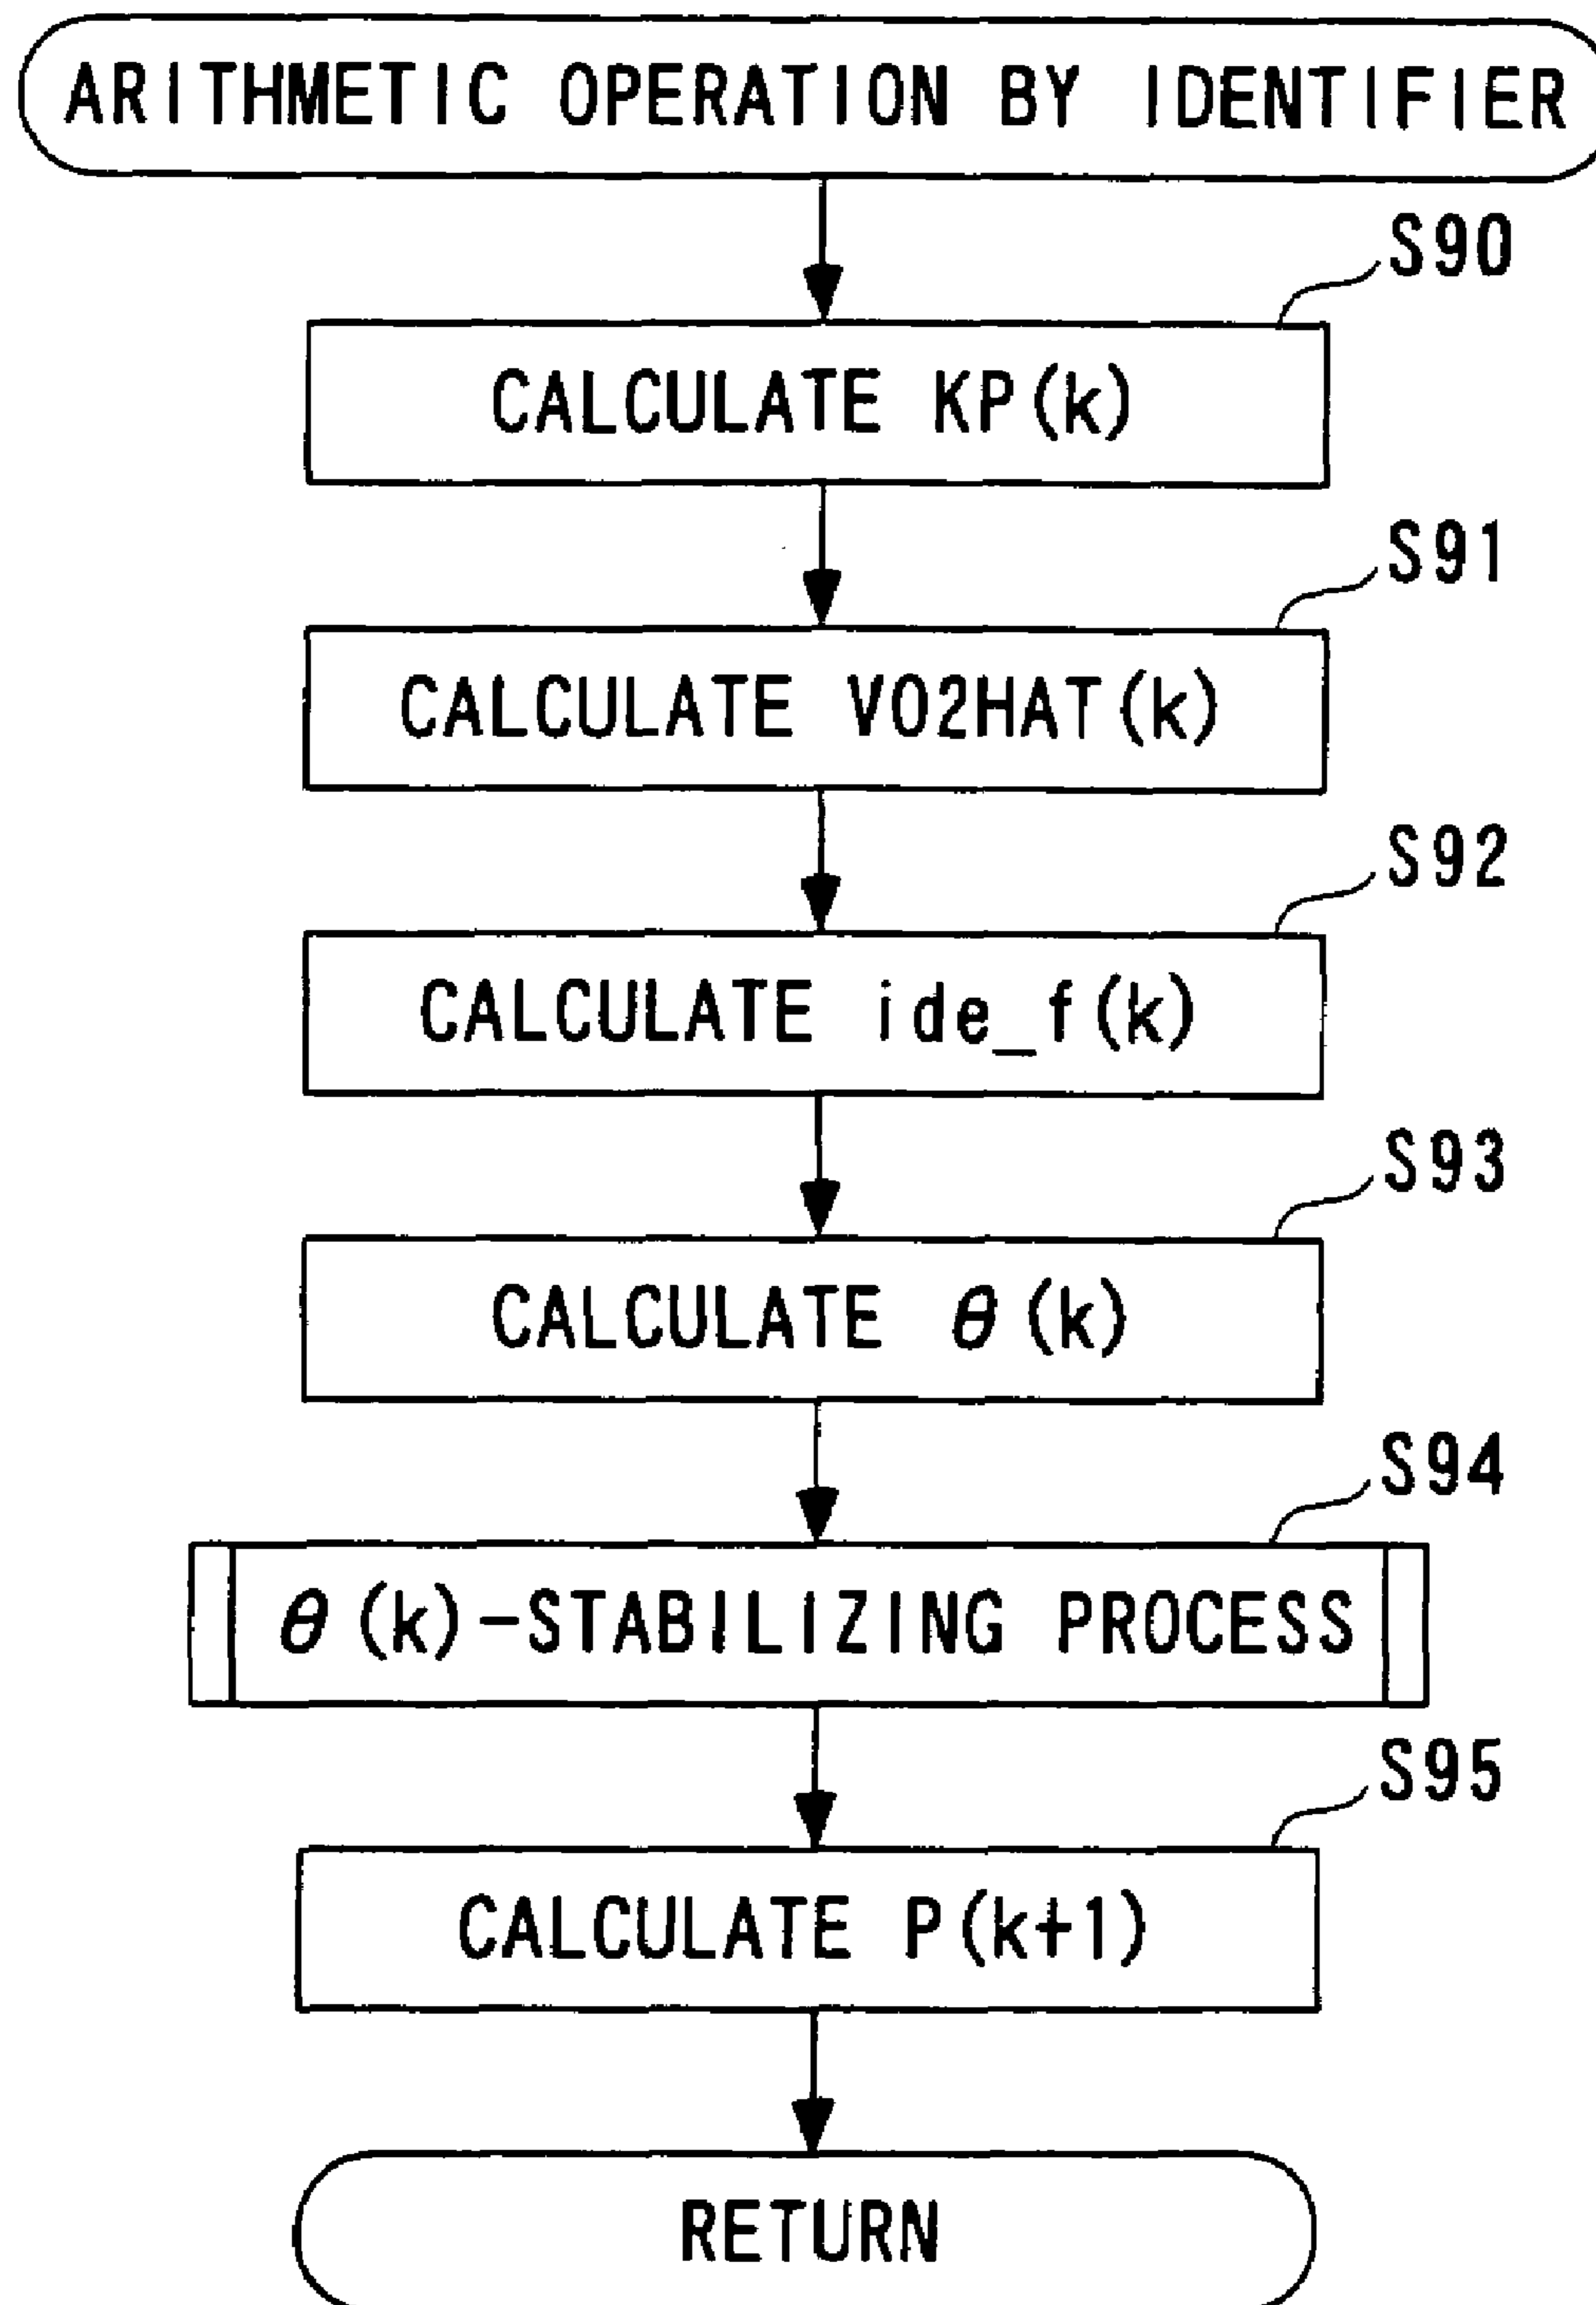 ARITHMETIC OPERATION BY IDENTIFIER
S90
CALCULATE KP(k)
S91
CALCULATE VO2HAT(k)
S92
CALCULATE ide_f(k)
S93
CALCULATE θ(k)
S94
θ(k)-STABILIZING PROCESS
S95
CALCULATE P(k+1)
RETURN